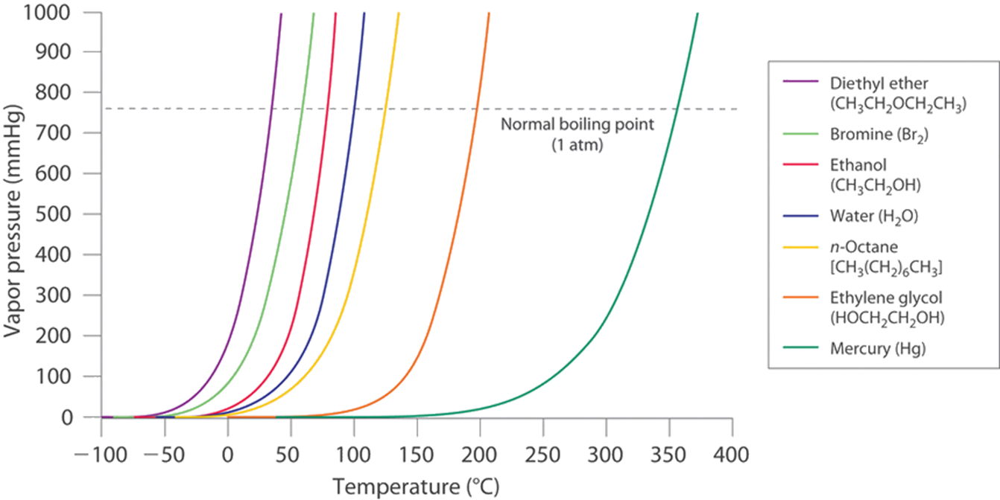 1000
900
800
700
600
500
400
300
200
100
0
Vapor pressure (mmHg)
Normal boiling point
(1 atm)
−100 −50 0 50 100 150 200 250 300 350 400
Temperature (°C)
Diethyl ether
(CH₃CH₂OCH₂CH₃)
Bromine (Br₂)
Ethanol
(CH₃CH₂OH)
Water (H₂O)
n-Octane
[CH₃(CH₂)₆CH₃]
Ethylene glycol
(HOCH₂CH₂OH)
Mercury (Hg)